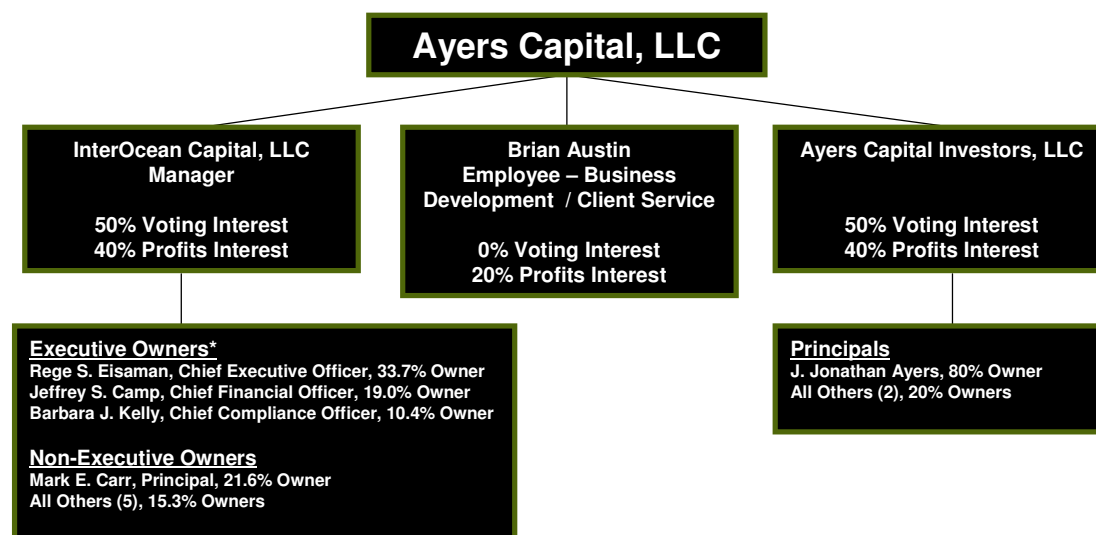 Ayers Capital, LLC
InterOcean Capital, LLC
Manager
50% Voting Interest
40% Profits Interest
Brian Austin
Employee – Business
Development / Client Service
0% Voting Interest
20% Profits Interest
Ayers Capital Investors, LLC
50% Voting Interest
40% Profits Interest
Executive Owners*
Rege S. Eisaman, Chief Executive Officer, 33.7% Owner
Jeffrey S. Camp, Chief Financial Officer, 19.0% Owner
Barbara J. Kelly, Chief Compliance Officer, 10.4% Owner
Non-Executive Owners
Mark E. Carr, Principal, 21.6% Owner
All Others (5), 15.3% Owners
Principals
J. Jonathan Ayers, 80% Owner
All Others (2), 20% Owners